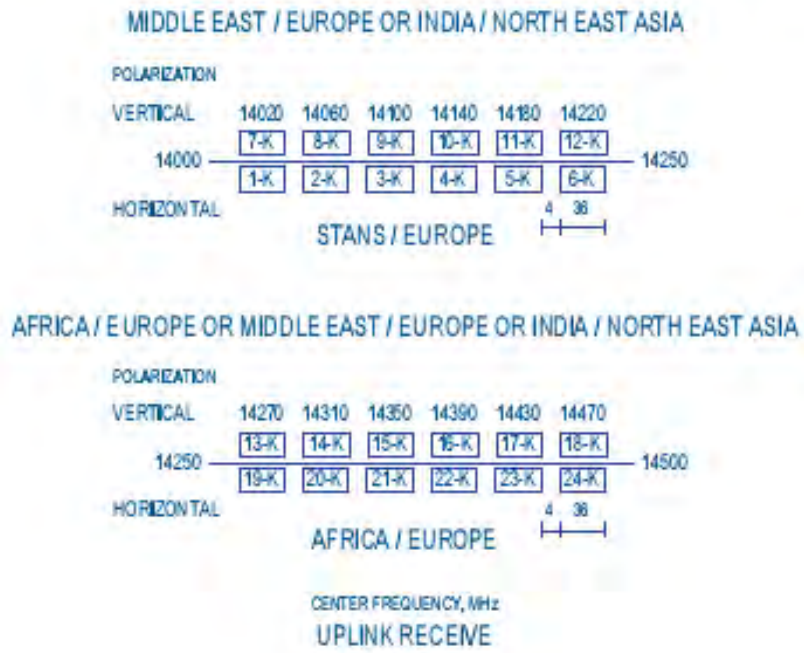 MIDDLE EAST / EUROPE OR INDIA / NORTH EAST ASIA
POLARIZATION
VERTICAL 14020 14060 14100 14140 14180 14220
7-K 8-K 9-K 10-K 11-K 12-K
14000 14250
1-K 2-K 3-K 4-K 5-K 6-K
HORIZONTAL 4 36
STANS / EUROPE
AFRICA / EUROPE OR MIDDLE EAST / EUROPE OR INDIA / NORTH EAST ASIA
POLARIZATION
VERTICAL 14270 14310 14350 14390 14430 14470
13-K 14-K 15-K 16-K 17-K 18-K
14250 14500
19-K 20-K 21-K 22-K 23-K 24-K
HORIZONTAL 4 36
AFRICA / EUROPE
CENTER FREQUENCY, MHz
UPLINK RECEIVE